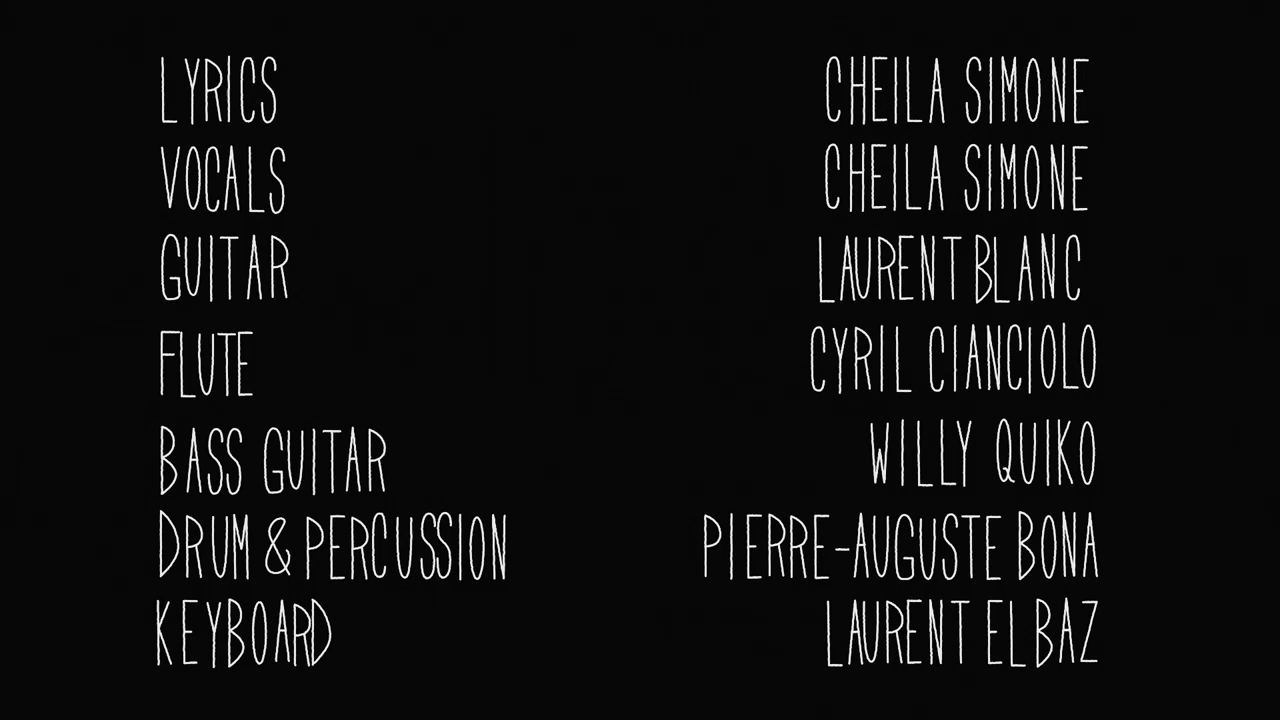 LYRICS CHEILA SIMONE
VOCALS CHEILA SIMONE
GUITAR LAURENT BLANC
FLUTE CYRIL CIANCIOLO
BASS GUITAR WILLY QUIKO
DRUM & PERCUSSION PIERRE-AUGUSTE BONA
KEYBOARD LAURENT ELBAZ